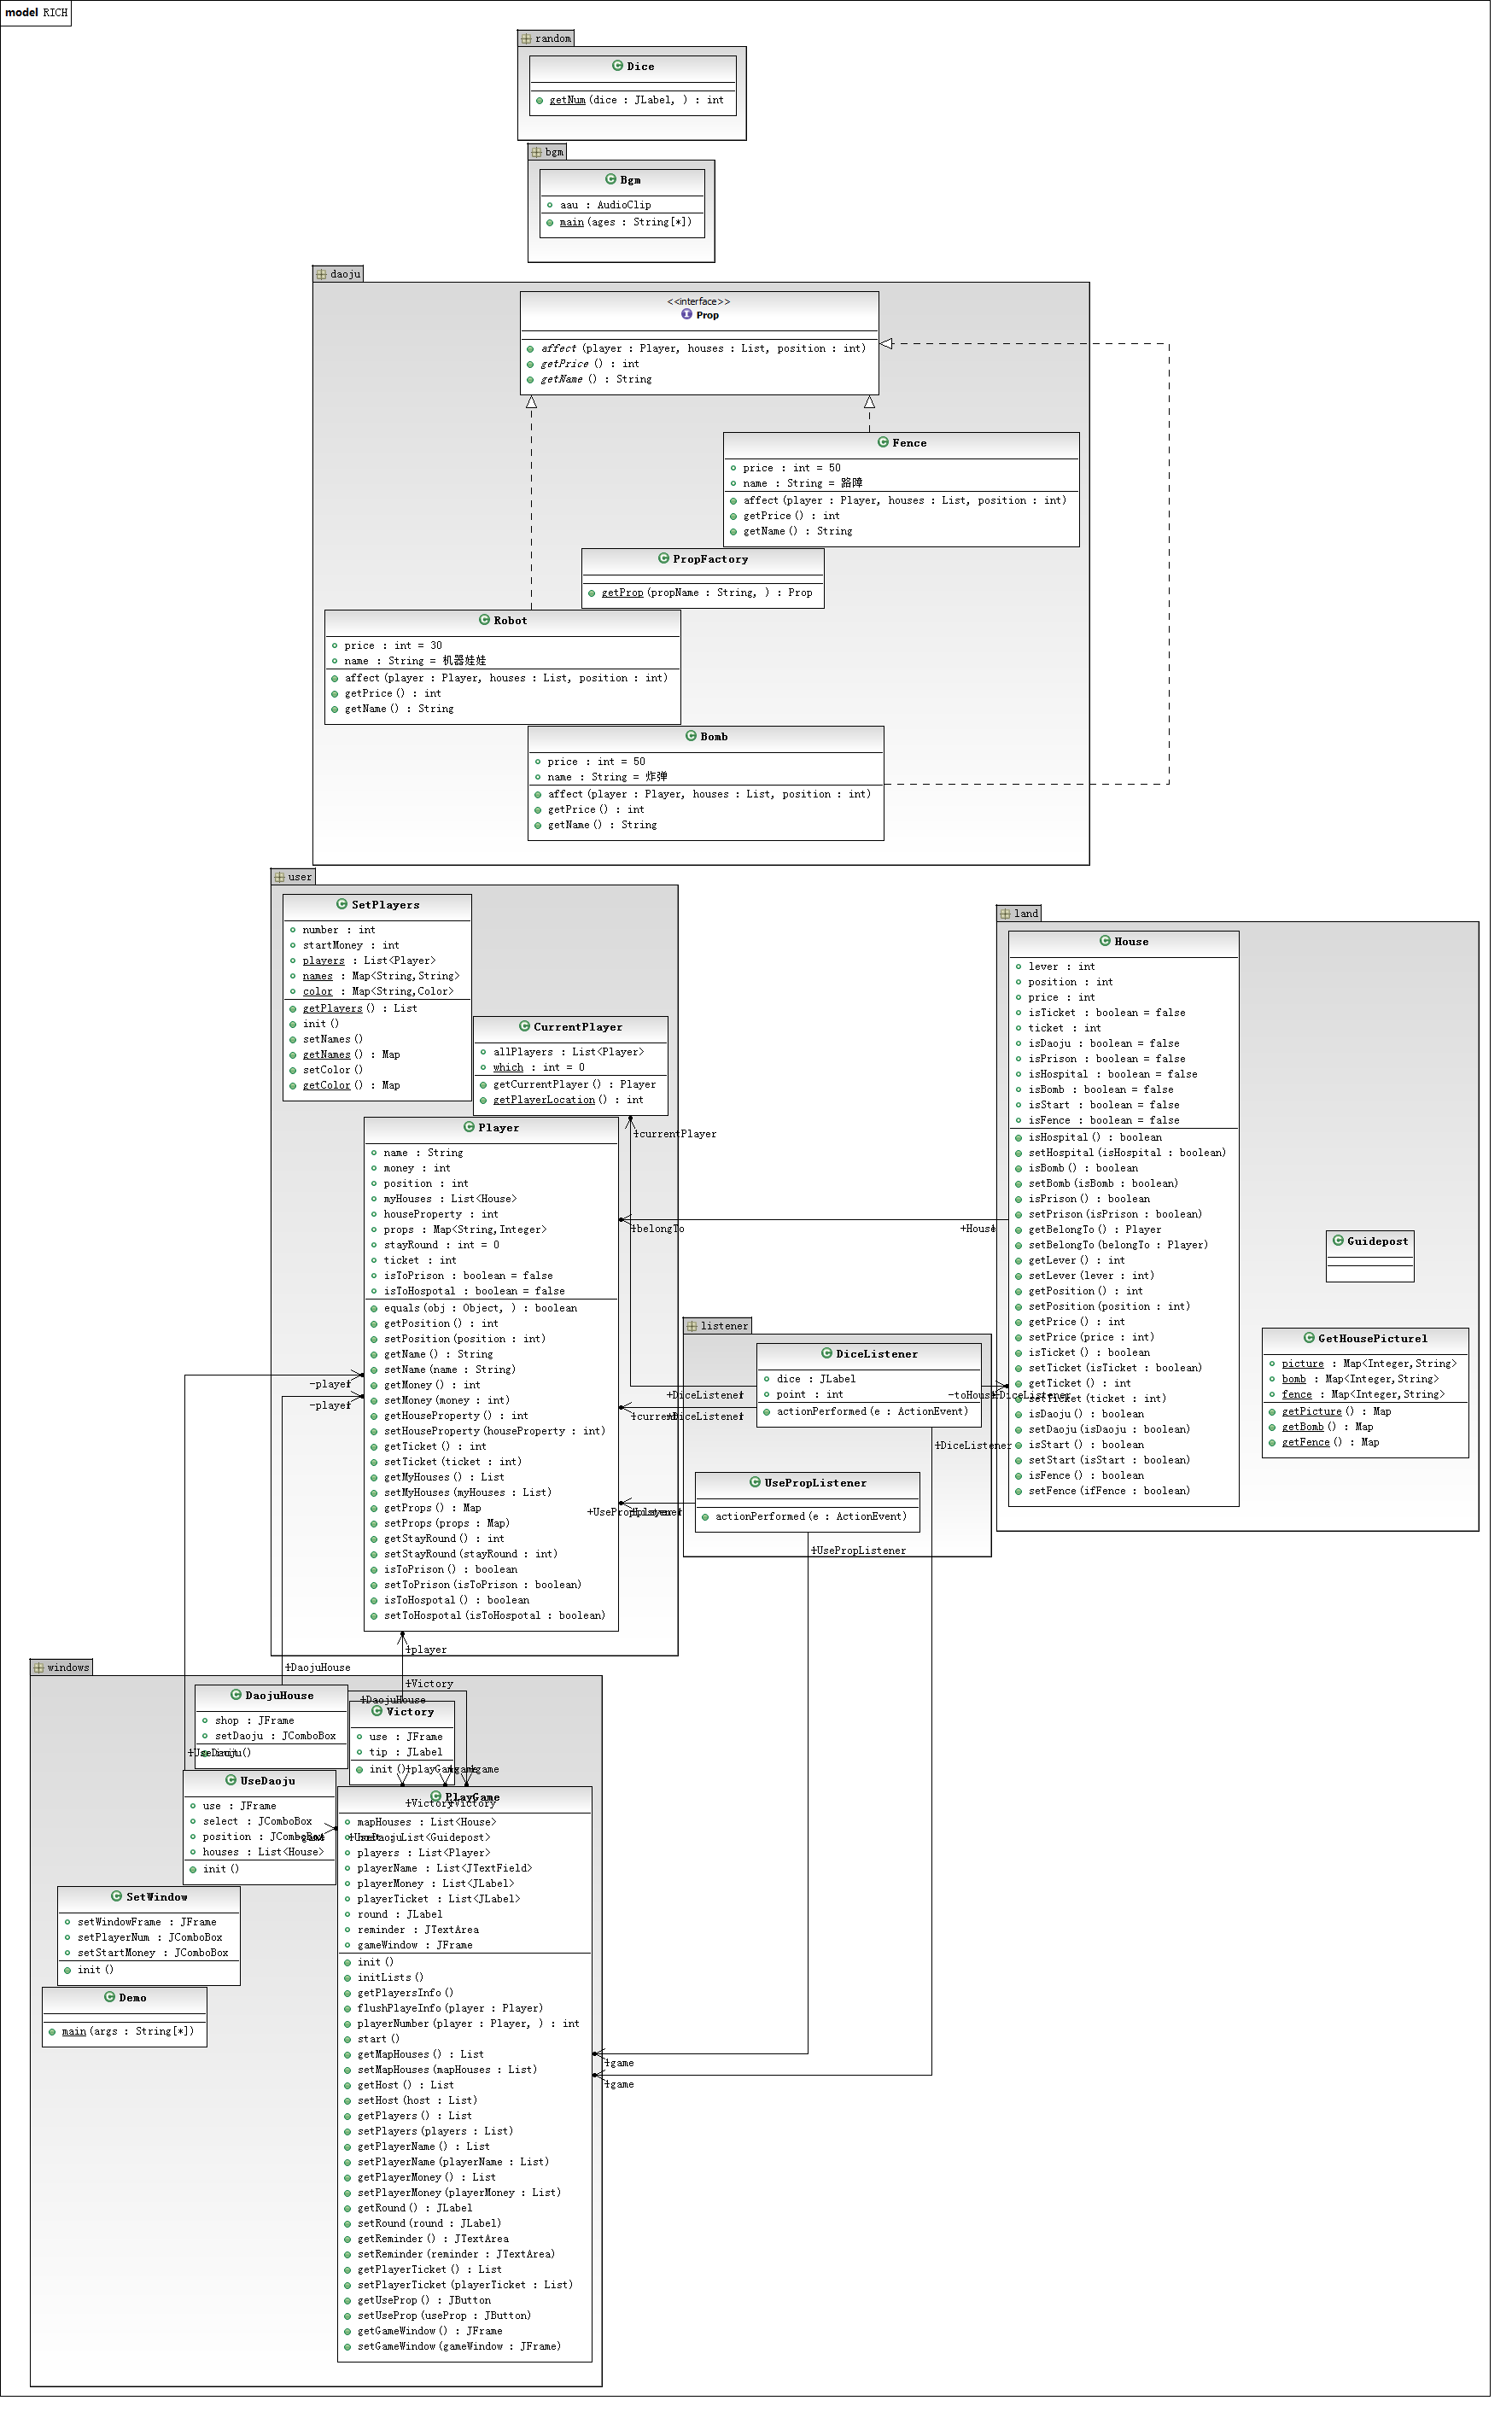 model RICH
random
Dice
getNum (dice : JLabel, ) : int
bgm
Bgm
aau : AudioClip
main (ages : String[*])
daoju
<<interface>>
Prop
affect (player : Player, houses : List, position : int)
getPrice () : int
getName () : String
Fence
price : int = 50
name : String = 路障
affect (player : Player, houses : List, position : int)
getPrice () : int
getName () : String
PropFactory
getProp (propName : String, ) : Prop
Robot
price : int = 30
name : String = 机器娃娃
affect (player : Player, houses : List, position : int)
getPrice () : int
getName () : String
Bomb
price : int = 50
name : String = 炸弹
affect (player : Player, houses : List, position : int)
getPrice () : int
getName () : String
user
SetPlayers
number : int
startMoney : int
players : List<Player>
names : Map<String,String>
color : Map<String,Color>
getPlayers () : List
init ()
setNames ()
getNames () : Map
setColor ()
getColor () : Map
CurrentPlayer
allPlayers : List<Player>
which : int = 0
getCurrentPlayer () : Player
getPlayerLocation () : int
+currentPlayer
Player
name : String
money : int
position : int
myHouses : List<House>
houseProperty : int
props : Map<String,Integer>
stayRound : int = 0
ticket : int
isToPrison : boolean = false
isToHospotal : boolean = false
equals (obj : Object, ) : boolean
getPosition () : int
setPosition (position : int)
getName () : String
setName (name : String)
getMoney () : int
setMoney (money : int)
getHouseProperty () : int
setHouseProperty (houseProperty : int)
getTicket () : int
setTicket (ticket : int)
getMyHouses () : List
setMyHouses (myHouses : List)
getProps () : Map
setProps (props : Map)
getStayRound () : int
setStayRound (stayRound : int)
isToPrison () : boolean
setToPrison (isToPrison : boolean)
isToHospotal () : boolean
setToHospotal (isToHospotal : boolean)
+belongTo
+House
-player
-player
land
House
lever : int
position : int
price : int
isTicket : boolean = false
ticket : int
isDaoju : boolean = false
isPrison : boolean = false
isHospital : boolean = false
isBomb : boolean = false
isStart : boolean = false
isFence : boolean = false
isHospital () : boolean
setHospital (isHospital : boolean)
isBomb () : boolean
setBomb (isBomb : boolean)
isPrison () : boolean
setPrison (isPrison : boolean)
getBelongTo () : Player
setBelongTo (belongTo : Player)
getLever () : int
setLever (lever : int)
getPosition () : int
setPosition (position : int)
getPrice () : int
setPrice (price : int)
isTicket () : boolean
setTicket (isTicket : boolean)
getTicket () : int
setTicket (ticket : int)
isDaoju () : boolean
setDaoju (isDaoju : boolean)
isStart () : boolean
setStart (isStart : boolean)
isFence () : boolean
setFence (ifFence : boolean)
Guidepost
GetHousePicture1
picture : Map<Integer,String>
bomb : Map<Integer,String>
fence : Map<Integer,String>
getPicture () : Map
getBomb () : Map
getFence () : Map
listener
DiceListener
dice : JLabel
point : int
actionPerformed (e : ActionEvent)
+DiceListener
-toHouse
+DiceListener
+current
+DiceListener
+DiceListener
UsePropListener
actionPerformed (e : ActionEvent)
+UsePropListener
+UsePropListener
+player
+DaojuHouse
+Victory
+DaojuHouse
windows
DaojuHouse
shop : JFrame
setDaoju : JComboBox
init ()
+UseDaoju
Victory
use : JFrame
tip : JLabel
init ()
+playGame
+game
+game
+Victory
+Victory
UseDaoju
use : JFrame
select : JComboBox
position : JComboBox
houses : List<House>
init ()
-game
+UseDaoju
PlayGame
mapHouses : List<House>
: List<Guidepost>
players : List<Player>
playerName : List<JTextField>
playerMoney : List<JLabel>
playerTicket : List<JLabel>
round : JLabel
reminder : JTextArea
gameWindow : JFrame
init ()
initLists ()
getPlayersInfo ()
flushPlayeInfo (player : Player)
playerNumber (player : Player, ) : int
start ()
getMapHouses () : List
setMapHouses (mapHouses : List)
getHost () : List
setHost (host : List)
getPlayers () : List
setPlayers (players : List)
getPlayerName () : List
setPlayerName (playerName : List)
getPlayerMoney () : List
setPlayerMoney (playerMoney : List)
getRound () : JLabel
setRound (round : JLabel)
getReminder () : JTextArea
setReminder (reminder : JTextArea)
getPlayerTicket () : List
setPlayerTicket (playerTicket : List)
getUseProp () : JButton
setUseProp (useProp : JButton)
getGameWindow () : JFrame
setGameWindow (gameWindow : JFrame)
+game
+game
SetWindow
setWindowFrame : JFrame
setPlayerNum : JComboBox
setStartMoney : JComboBox
init ()
Demo
main (args : String[*])